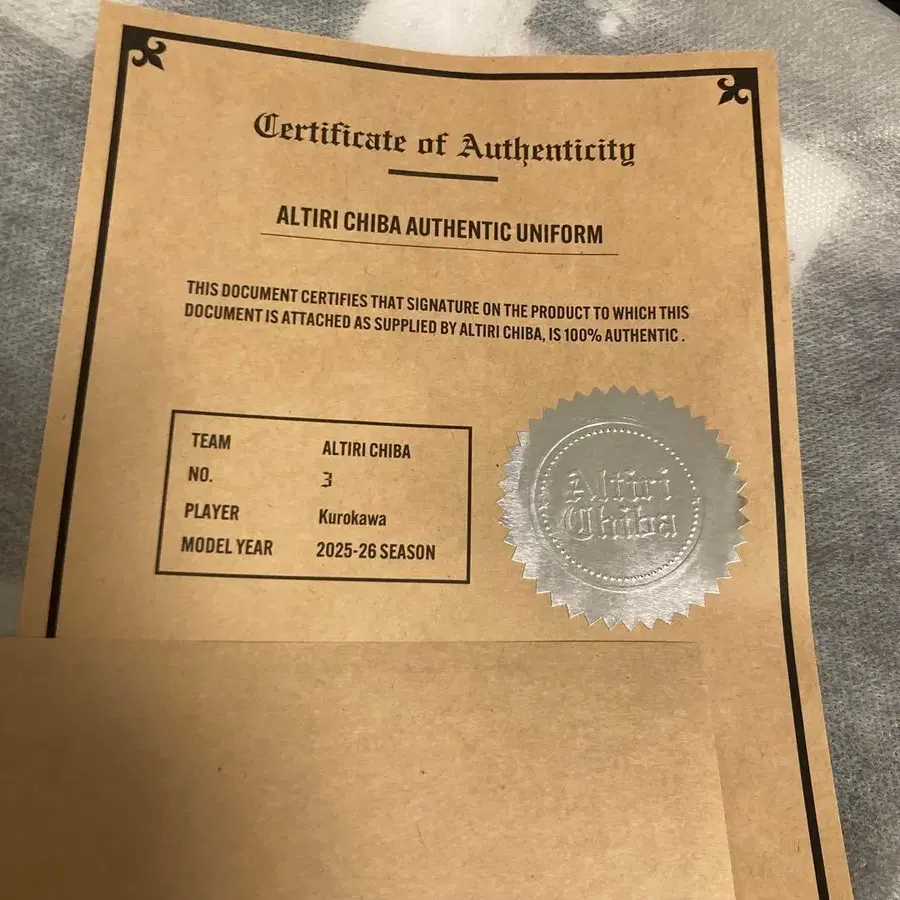 Certificate of Authenticity
ALTIRI CHIBA AUTHENTIC UNIFORM
THIS DOCUMENT CERTIFIES THAT SIGNATURE ON THE PRODUCT TO WHICH THIS
DOCUMENT IS ATTACHED AS SUPPLIED BY ALTIRI CHIBA, IS 100% AUTHENTIC .
TEAM ALTIRI CHIBA
NO. 3
PLAYER Kurokawa
MODEL YEAR 2025-26 SEASON
Altiri
Chiba